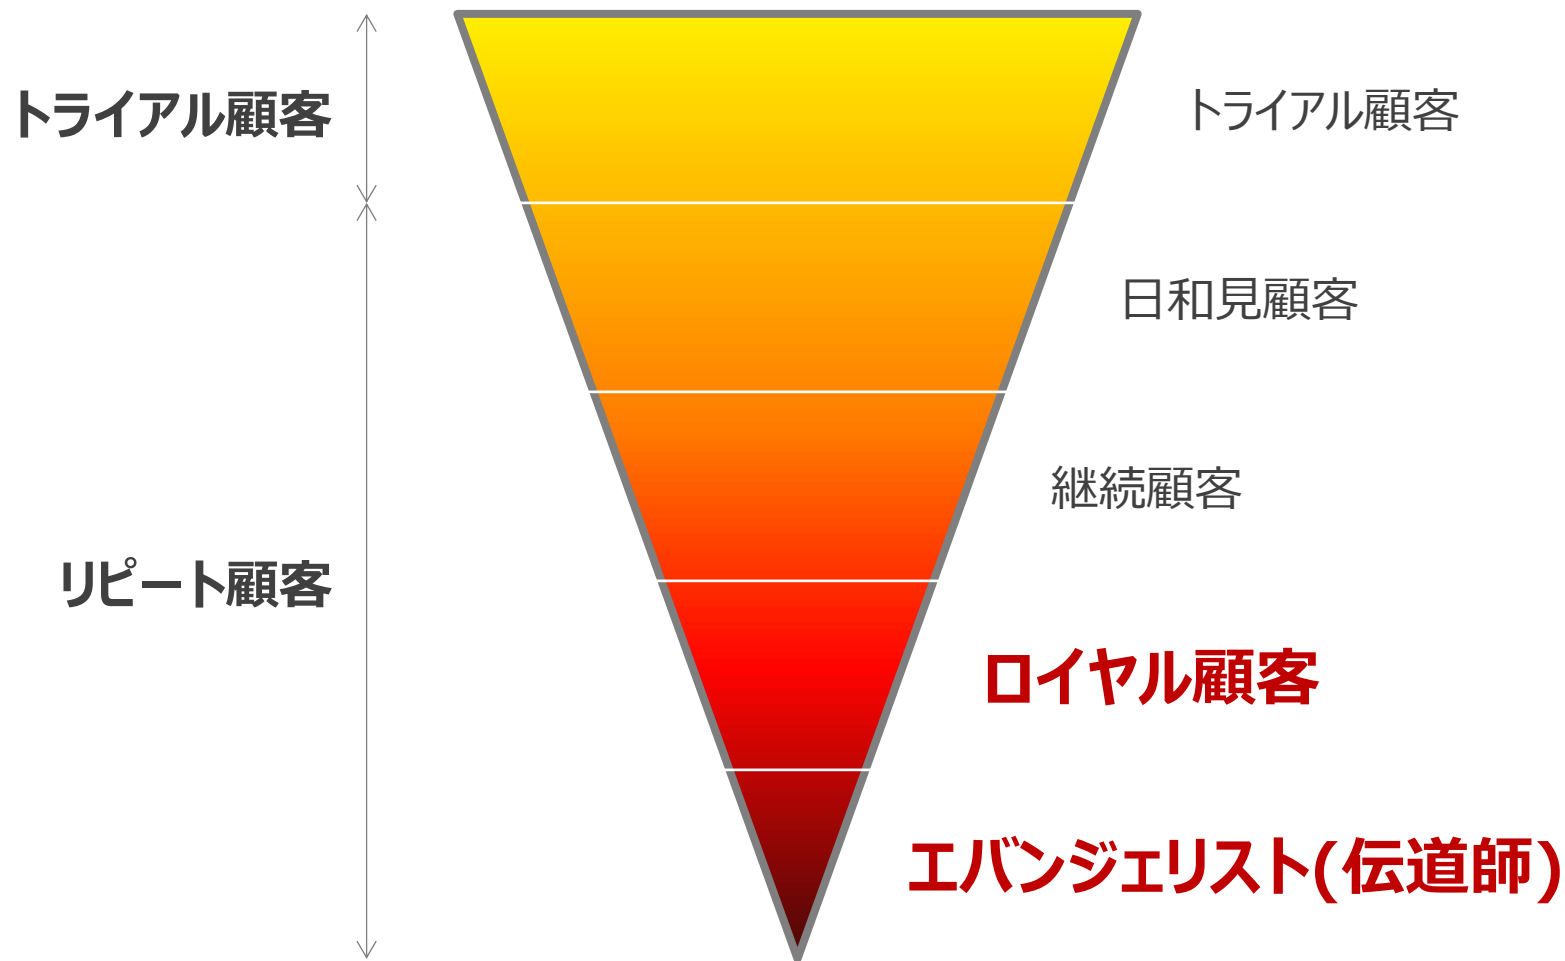 トライアル顧客
トライアル顧客
日和見顧客
継続顧客
リピート顧客
ロイヤル顧客
エバンジェリスト(伝道師)